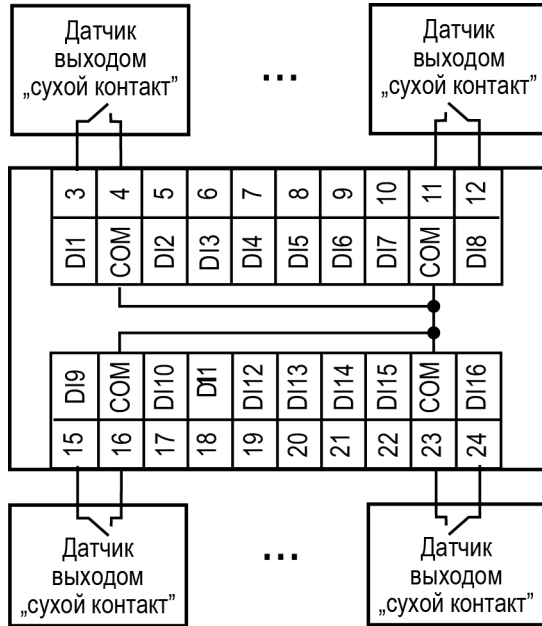 Датчик
выходом
„сухой контакт”
...
Датчик
выходом
„сухой контакт”
3 4 5 6 7 8 9 10 11 12
DI1 COM DI2 DI3 DI4 DI5 DI6 DI7 COM DI8
DI9 COM DI10 DI11 DI12 DI13 DI14 DI15 COM DI16
15 16 17 18 19 20 21 22 23 24
Датчик
выходом
„сухой контакт”
...
Датчик
выходом
„сухой контакт”